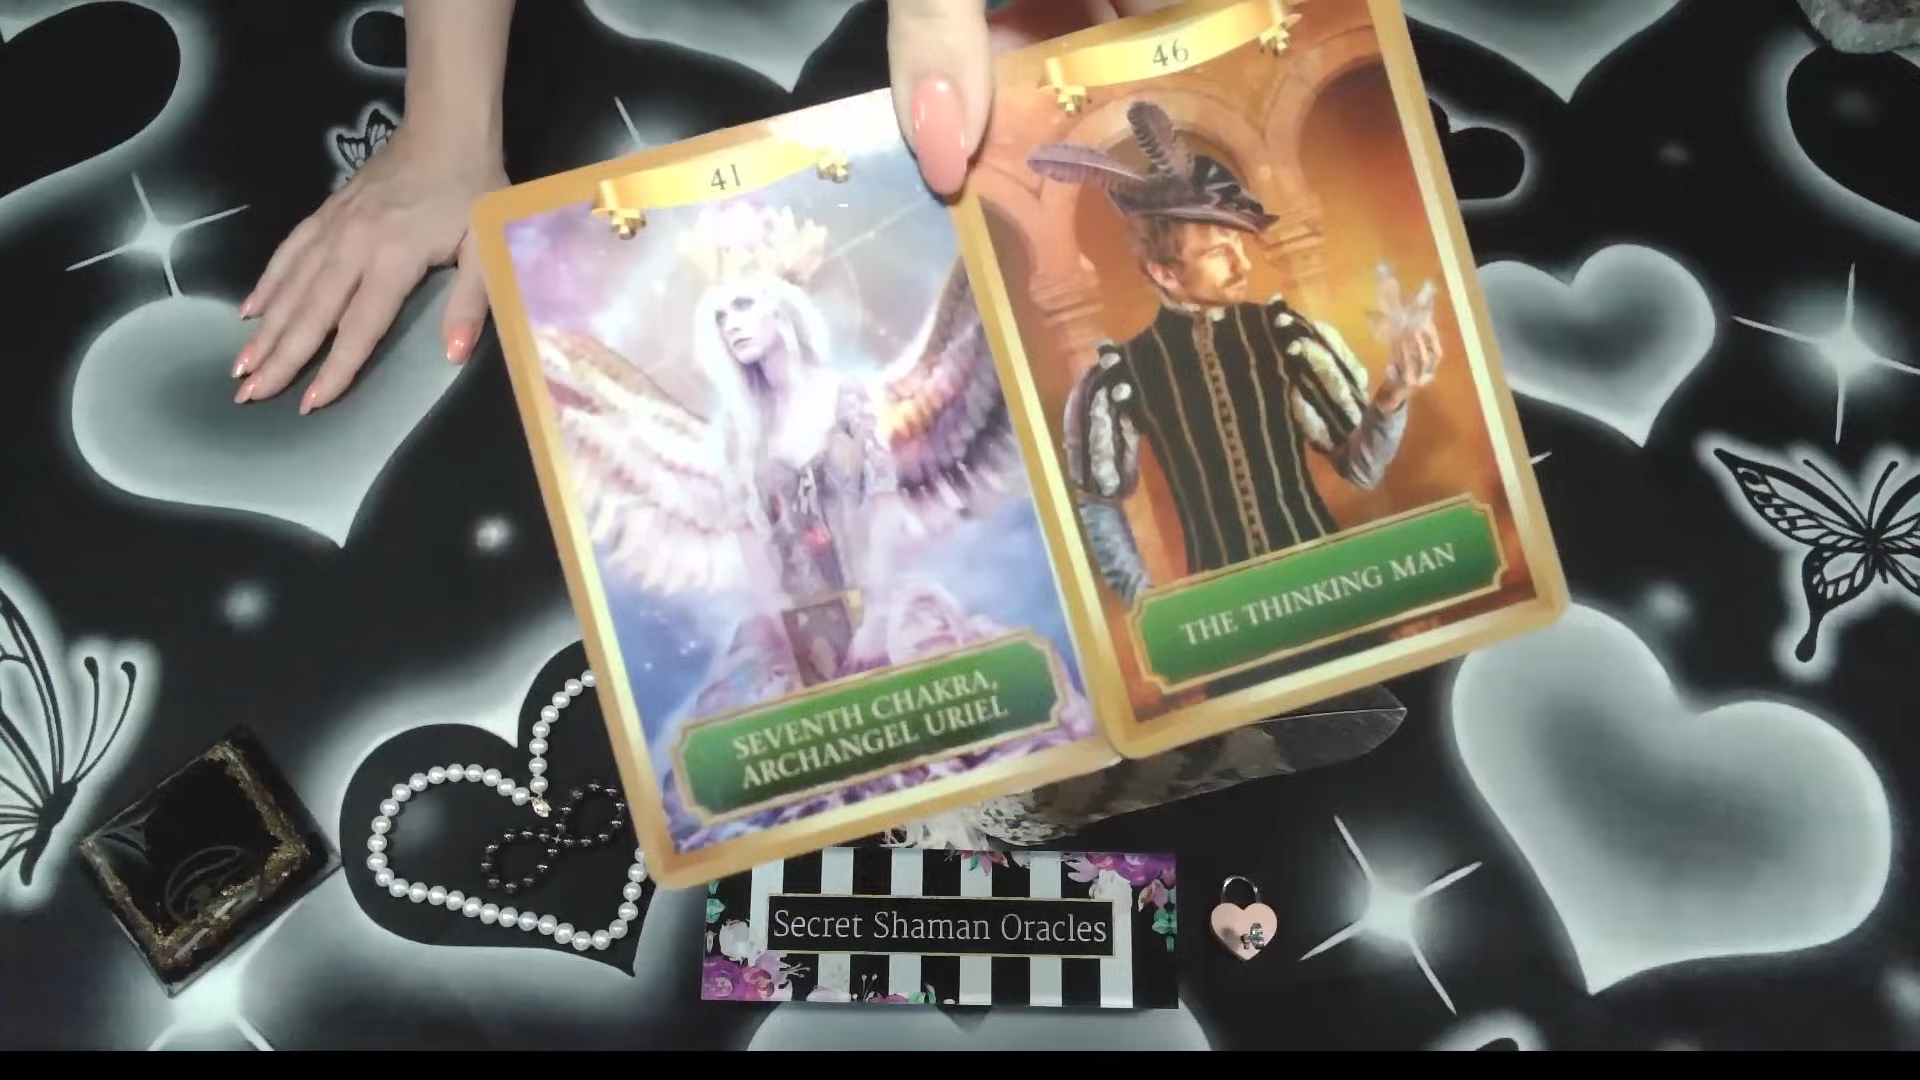 41
SEVENTH CHAKRA,
ARCHANGEL URIEL
46
THE THINKING MAN
Secret Shaman Oracles